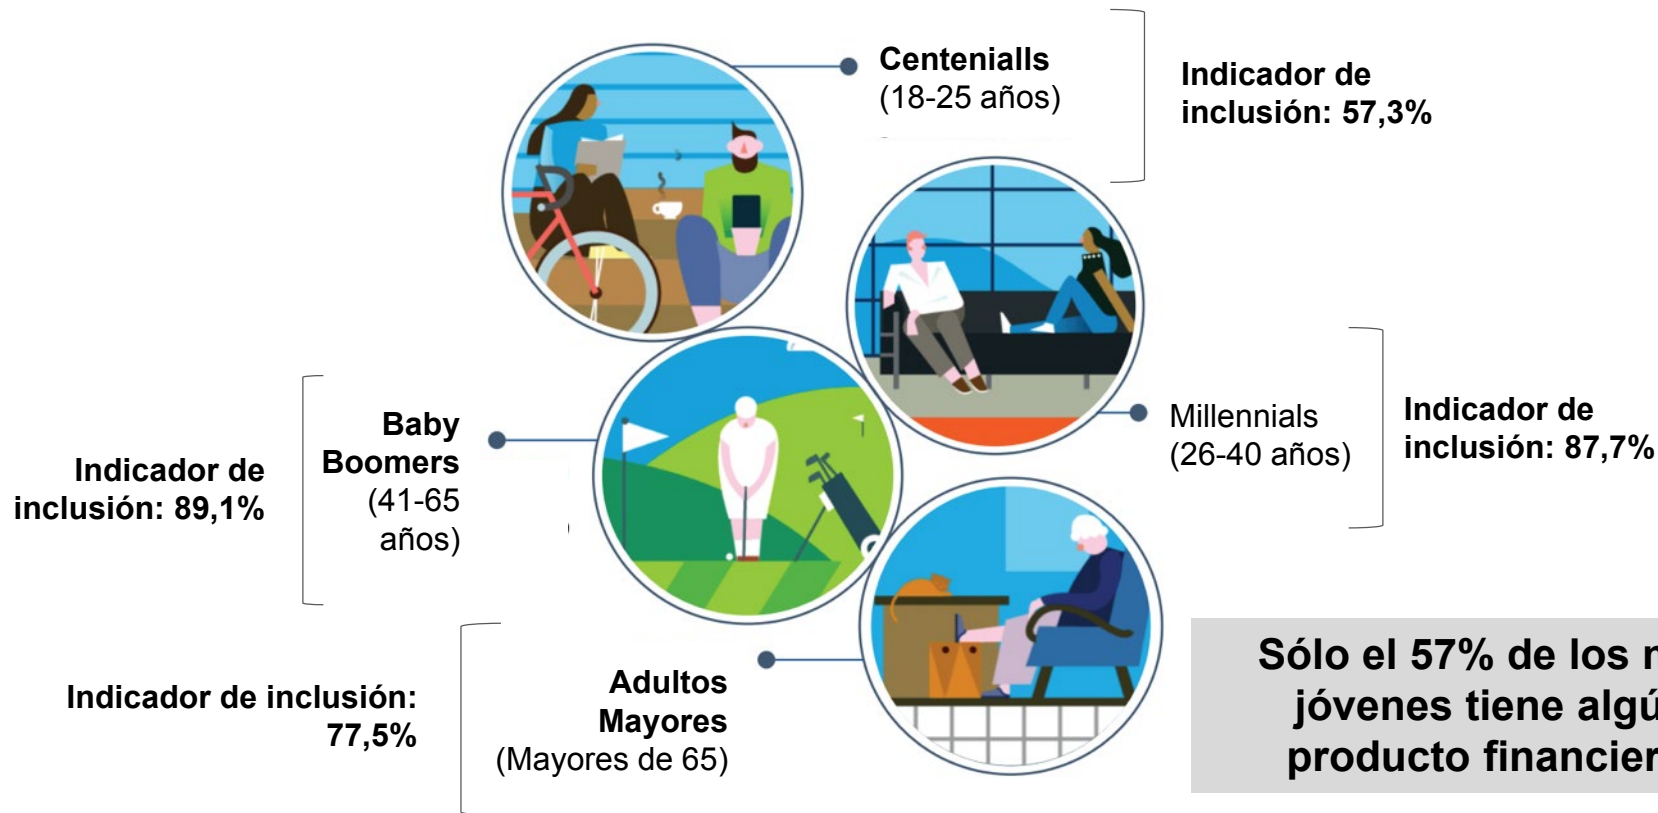 Centenialls
(18-25 años)
Indicador de
inclusión: 57,3%
Millennials
(26-40 años)
Indicador de
inclusión: 87,7%
Baby
Boomers
(41-65
años)
Indicador de
inclusión: 89,1%
Adultos
Mayores
(Mayores de 65)
Indicador de inclusión:
77,5%
Sólo el 57% de los
jóvenes tiene
producto